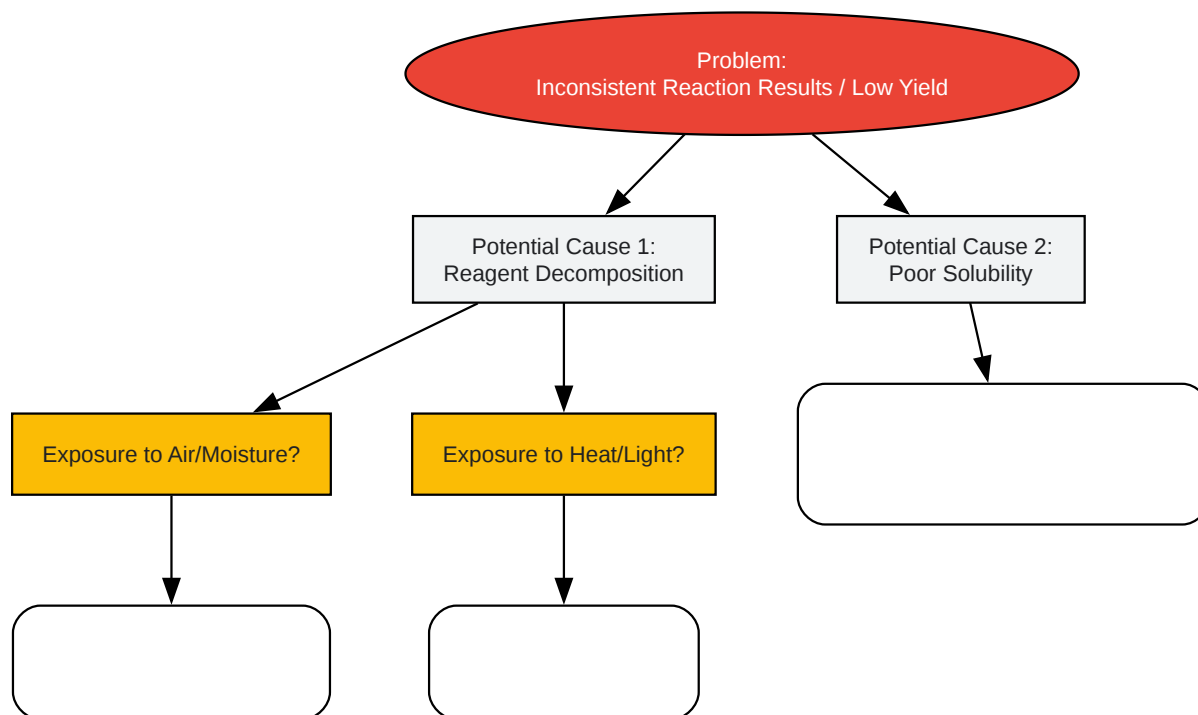 Problem:
Inconsistent Reaction Results / Low Yield
Potential Cause 1:
Reagent Decomposition
Potential Cause 2:
Poor Solubility
Exposure to Air/Moisture?
Exposure to Heat/Light?